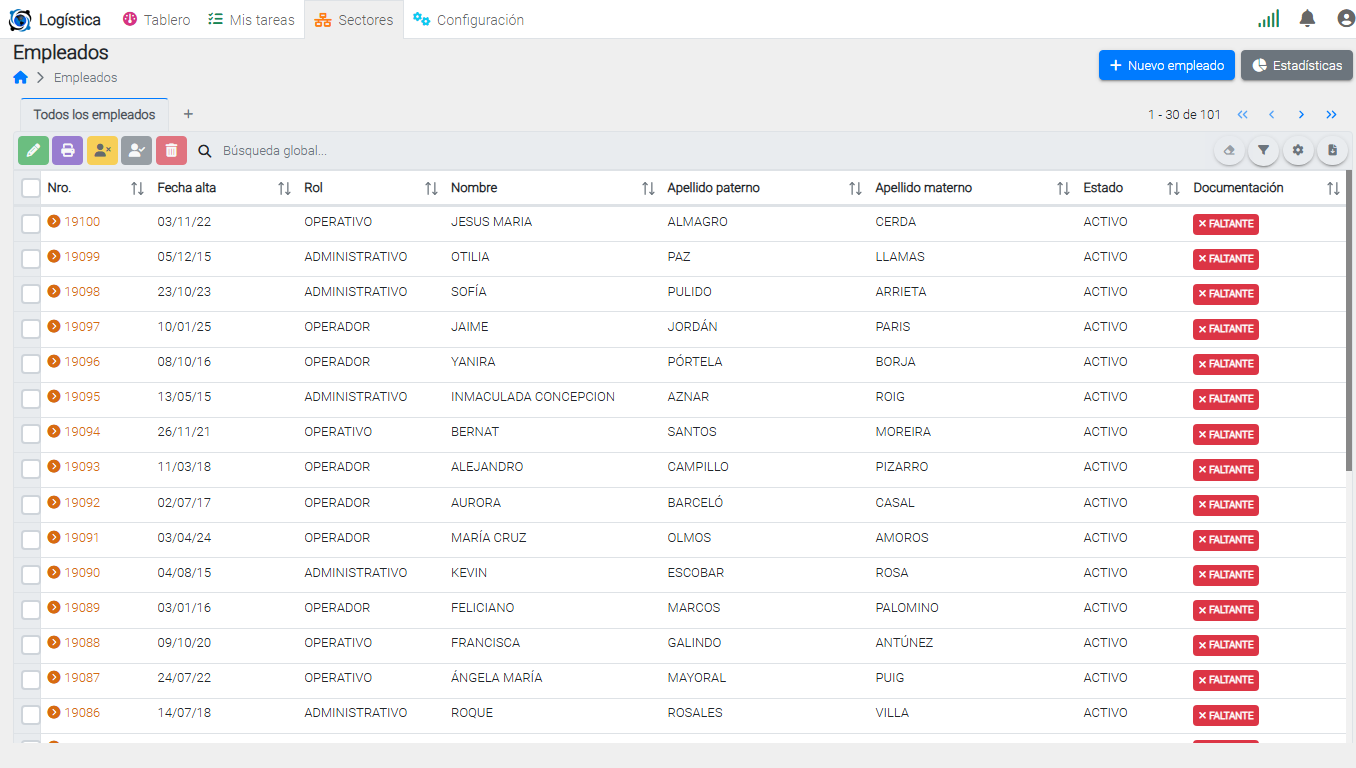 Logística Tablero Mis tareas Sectores Configuración
Empleados
Empleados
Nuevo empleado Estadísticas
Todos los empleados + 1 - 30 de 101
Búsqueda global...
Nro. Fecha alta Rol Nombre Apellido paterno Apellido materno Estado Documentación
19100 03/11/22 OPERATIVO JESUS MARIA ALMAGRO CERDA ACTIVO FALTANTE
19099 05/12/15 ADMINISTRATIVO OTILIA PAZ LLAMAS ACTIVO FALTANTE
19098 23/10/23 ADMINISTRATIVO SOFÍA PULIDO ARRIETA ACTIVO FALTANTE
19097 10/01/25 OPERADOR JAIME JORDÁN PARIS ACTIVO FALTANTE
19096 08/10/16 OPERADOR YANIRA PÓRTELA BORJA ACTIVO FALTANTE
19095 13/05/15 ADMINISTRATIVO INMACULADA CONCEPCION AZNAR ROIG ACTIVO FALTANTE
19094 26/11/21 OPERATIVO BERNAT SANTOS MOREIRA ACTIVO FALTANTE
19093 11/03/18 OPERADOR ALEJANDRO CAMPILLO PIZARRO ACTIVO FALTANTE
19092 02/07/17 OPERADOR AURORA BARCELÓ CASAL ACTIVO FALTANTE
19091 03/04/24 OPERADOR MARÍA CRUZ OLMOS AMOROS ACTIVO FALTANTE
19090 04/08/15 ADMINISTRATIVO KEVIN ESCOBAR ROSA ACTIVO FALTANTE
19089 03/01/16 OPERADOR FELICIANO MARCOS PALOMINO ACTIVO FALTANTE
19088 09/10/20 OPERATIVO FRANCISCA GALINDO ANTÚNEZ ACTIVO FALTANTE
19087 24/07/22 OPERATIVO ÁNGELA MARÍA MAYORAL PUIG ACTIVO FALTANTE
19086 14/07/18 ADMINISTRATIVO ROQUE ROSALES VILLA ACTIVO FALTANTE